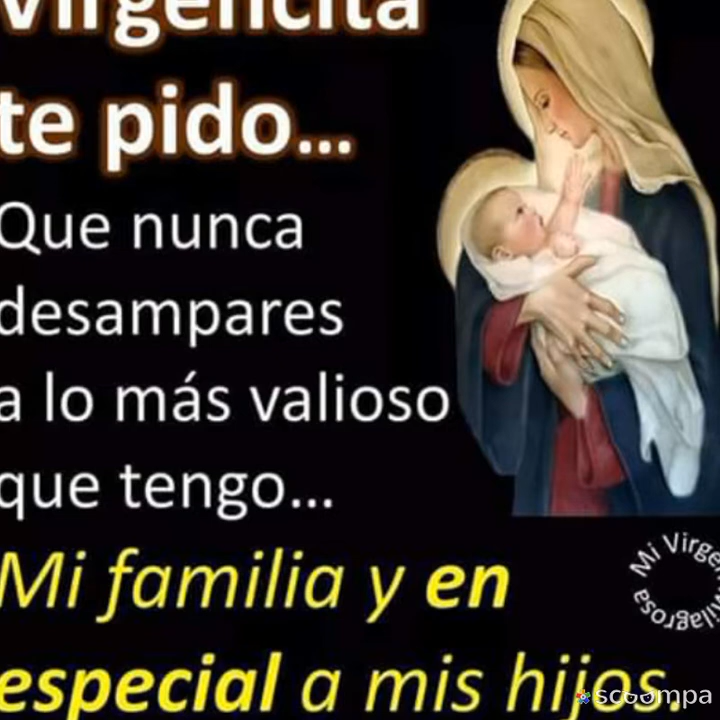 Virgencita
te pido...
Que nunca
desampares
a lo más valioso
que tengo...
Mi familia y en
especial a mis hijos.
Mi Virgen
Milagrosa
scoompa